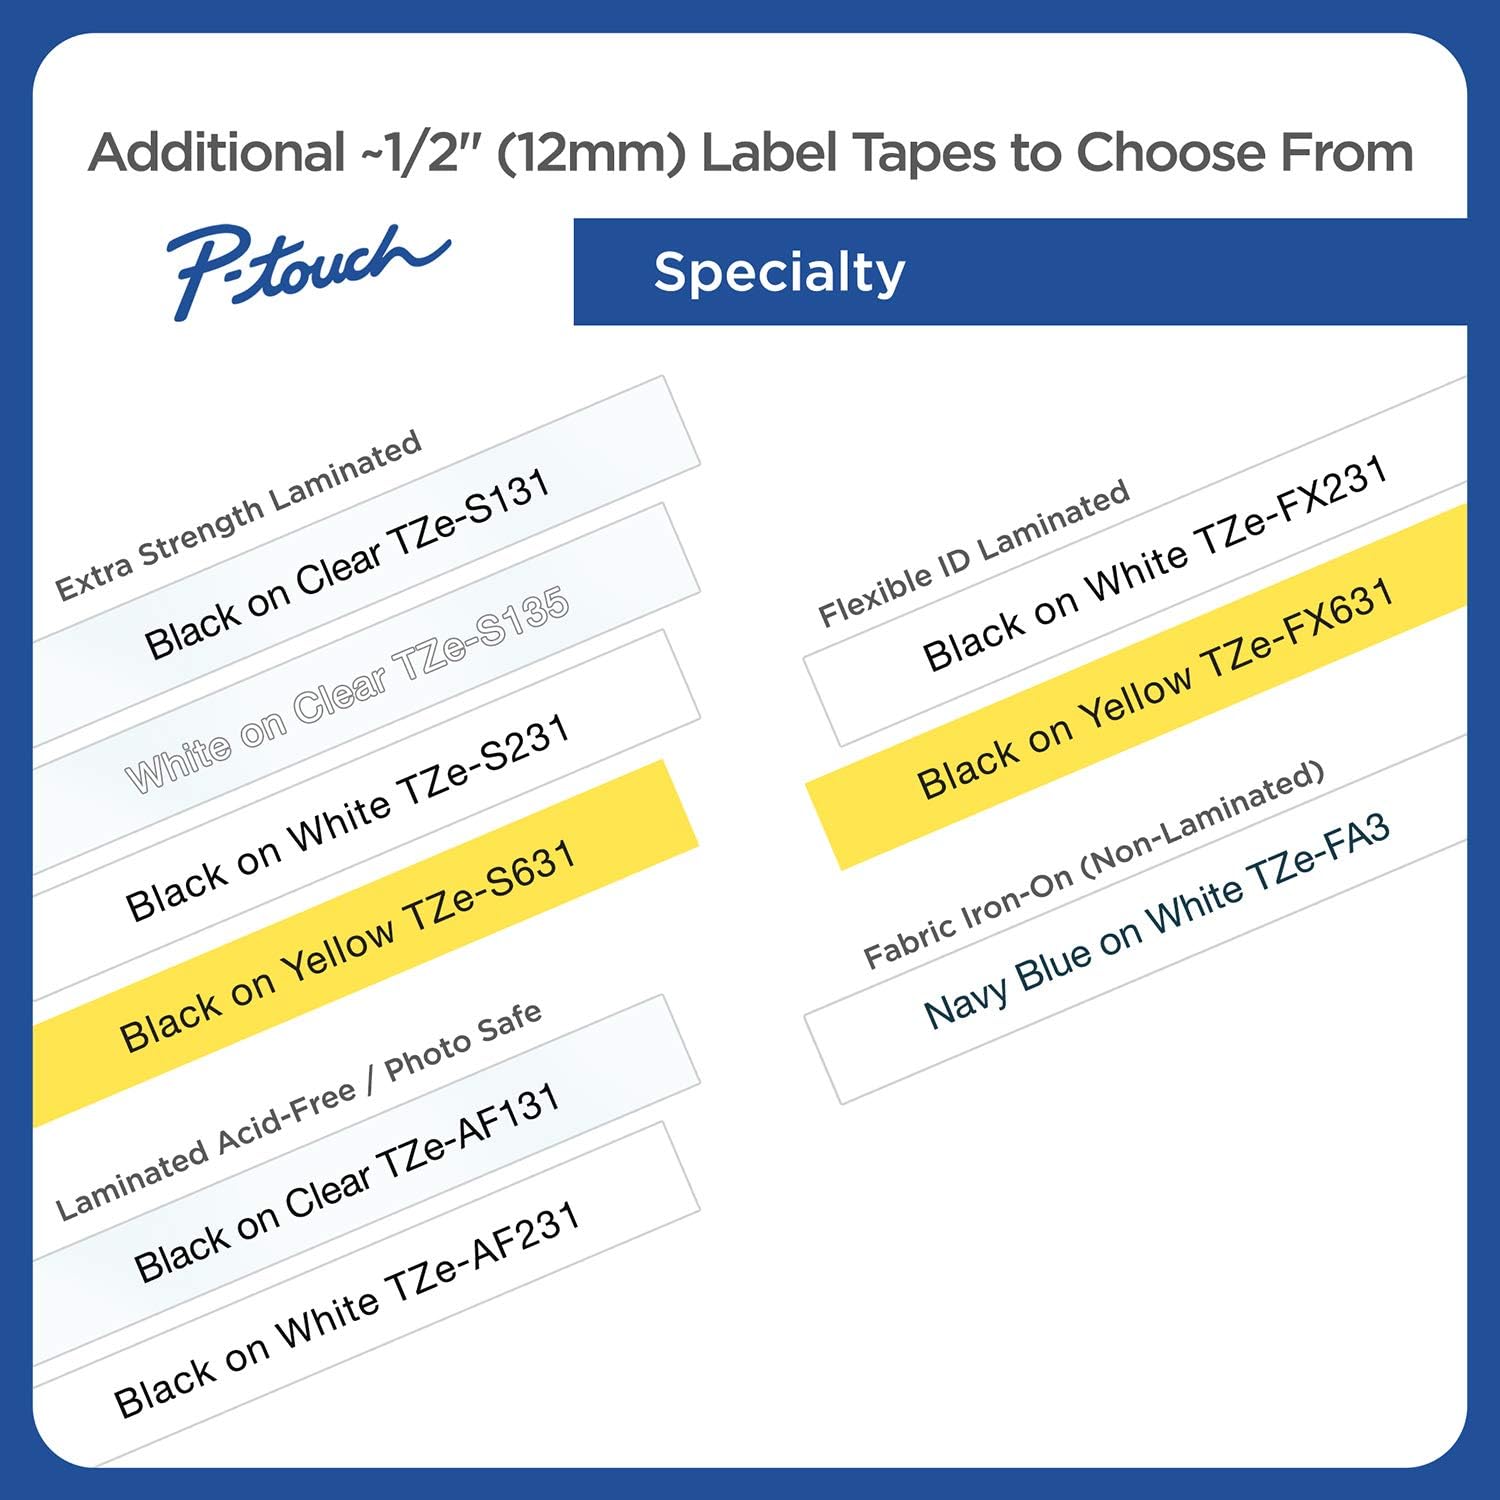 Additional ~1/2" (12mm) Label Tapes to Choose From
P-touch
Specialty
Extra Strength Laminated
Black on Clear TZe-S131
White on Clear TZe-S135
Black on White TZe-S231
Black on Yellow TZe-S631
Laminated Acid-Free / Photo Safe
Black on Clear TZe-AF131
Black on White TZe-AF231
Flexible ID Laminated
Black on White TZe-FX231
Black on Yellow TZe-FX631
Fabric Iron-On (Non-Laminated)
Navy Blue on White TZe-FA3